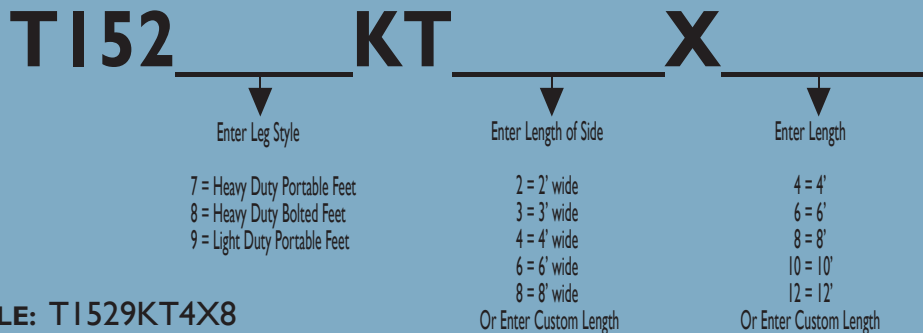 T152_____KT_____X_____
Enter Leg Style
7 = Heavy Duty Portable Feet
8 = Heavy Duty Bolted Feet
9 = Light Duty Portable Feet
Enter Length of Side
2 = 2' wide
3 = 3' wide
4 = 4' wide
6 = 6' wide
8 = 8' wide
Or Enter Custom Length
Enter Length
4 = 4'
6 = 6'
8 = 8'
10 = 10'
12 = 12'
Or Enter Custom Length
LE: T1529KT4X8